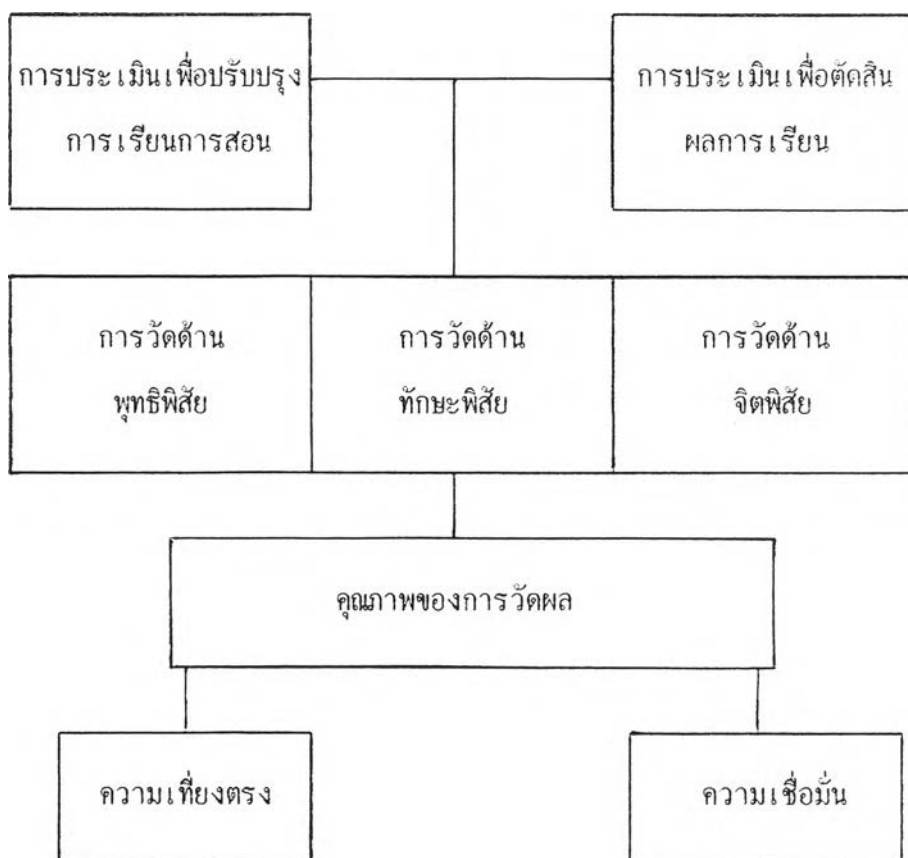 การประเมินเพื่อปรับปรุง
การเรียนการสอน
การประเมินเพื่อตัดสิน
ผลการเรียน
การวัดด้าน
พุทธิพิสัย
การวัดด้าน
ทักษะพิสัย
การวัดด้าน
จิตพิสัย
คุณภาพของการวัดผล
ความเที่ยงตรง
ความเชื่อมั่น